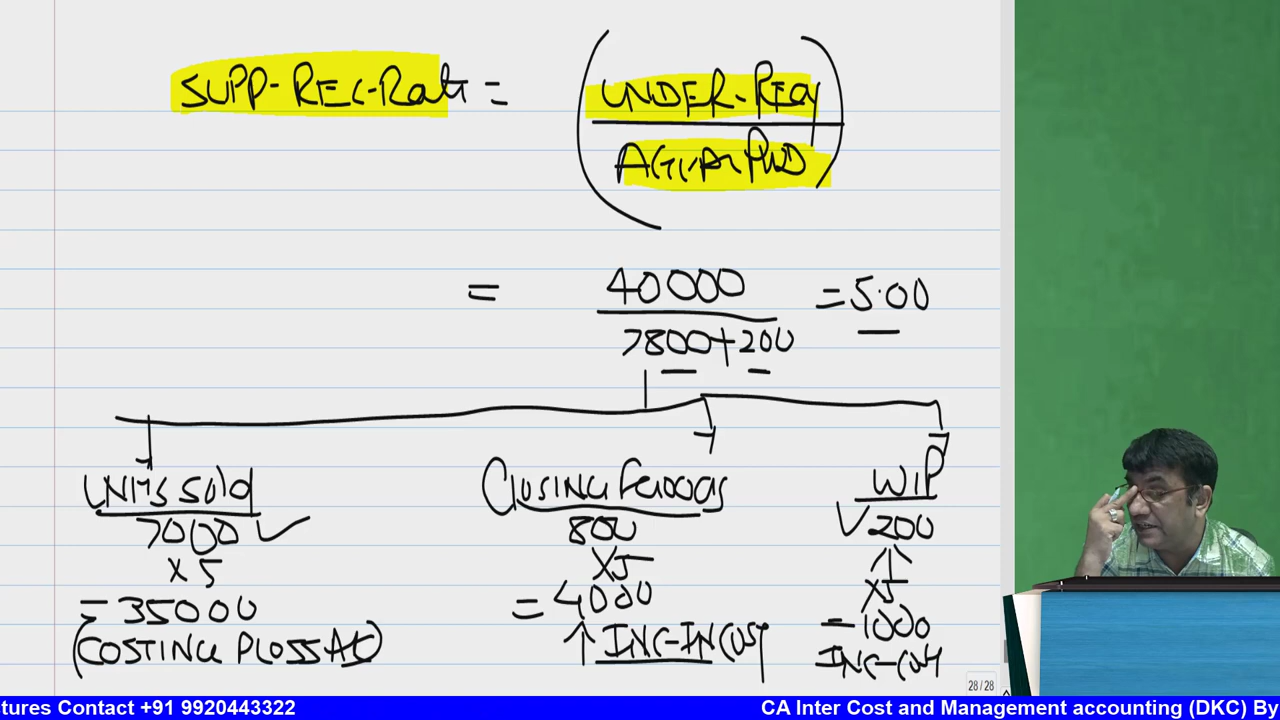 SUPP-REC-Rate = (UNDER-REcy / ACTUAL PROD)
= 40000 / 7800+200 = 5.00
UNITS SOld
7000 ✓
x 5
= 35000
(COSTING PLOSS A/C)
CLOSING FGOODS
800
x5
= 4000
↑ INC-IN COST
WIP
✓200
↑
x5
= 1000
INC-COST
28 / 28
tures Contact +91 9920443322
CA Inter Cost and Management accounting (DKC) By